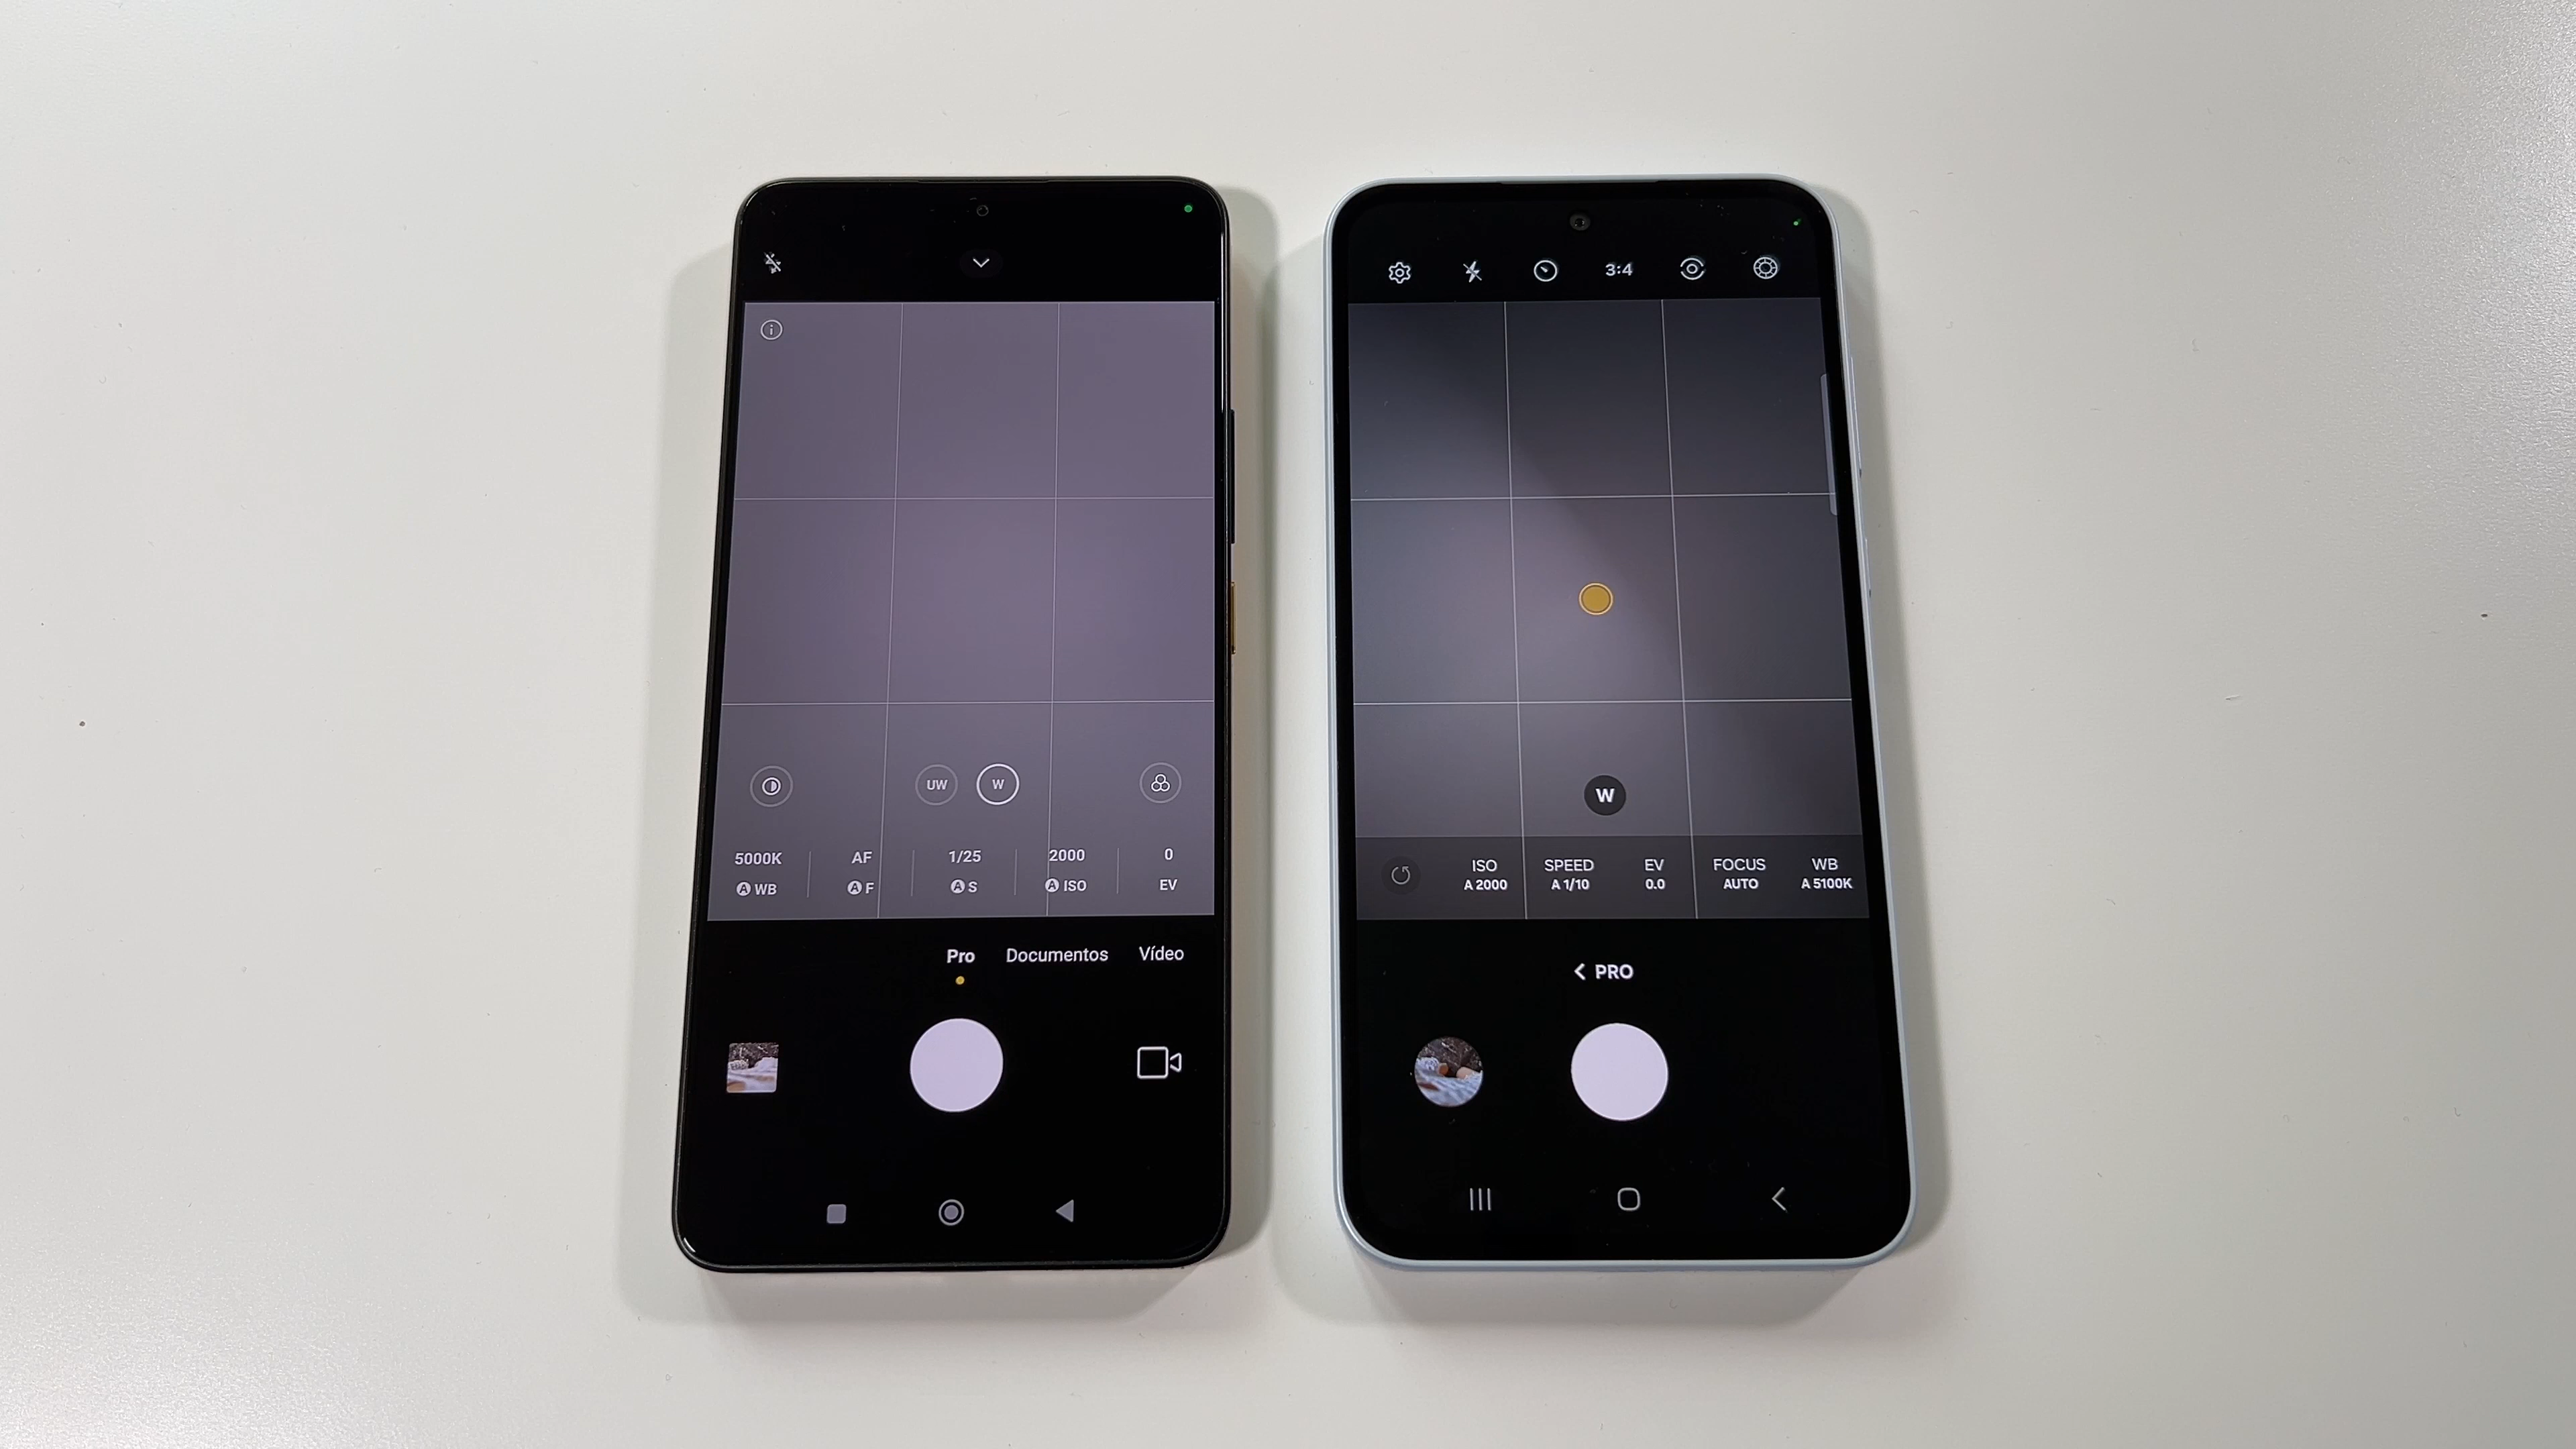 UW W
5000K AF 1/25 2000 0
A WB A F A S A ISO EV
Pro Documentos Vídeo
3:4
W
ISO SPEED EV FOCUS WB
A 2000 A 1/10 0.0 AUTO A 5100K
PRO